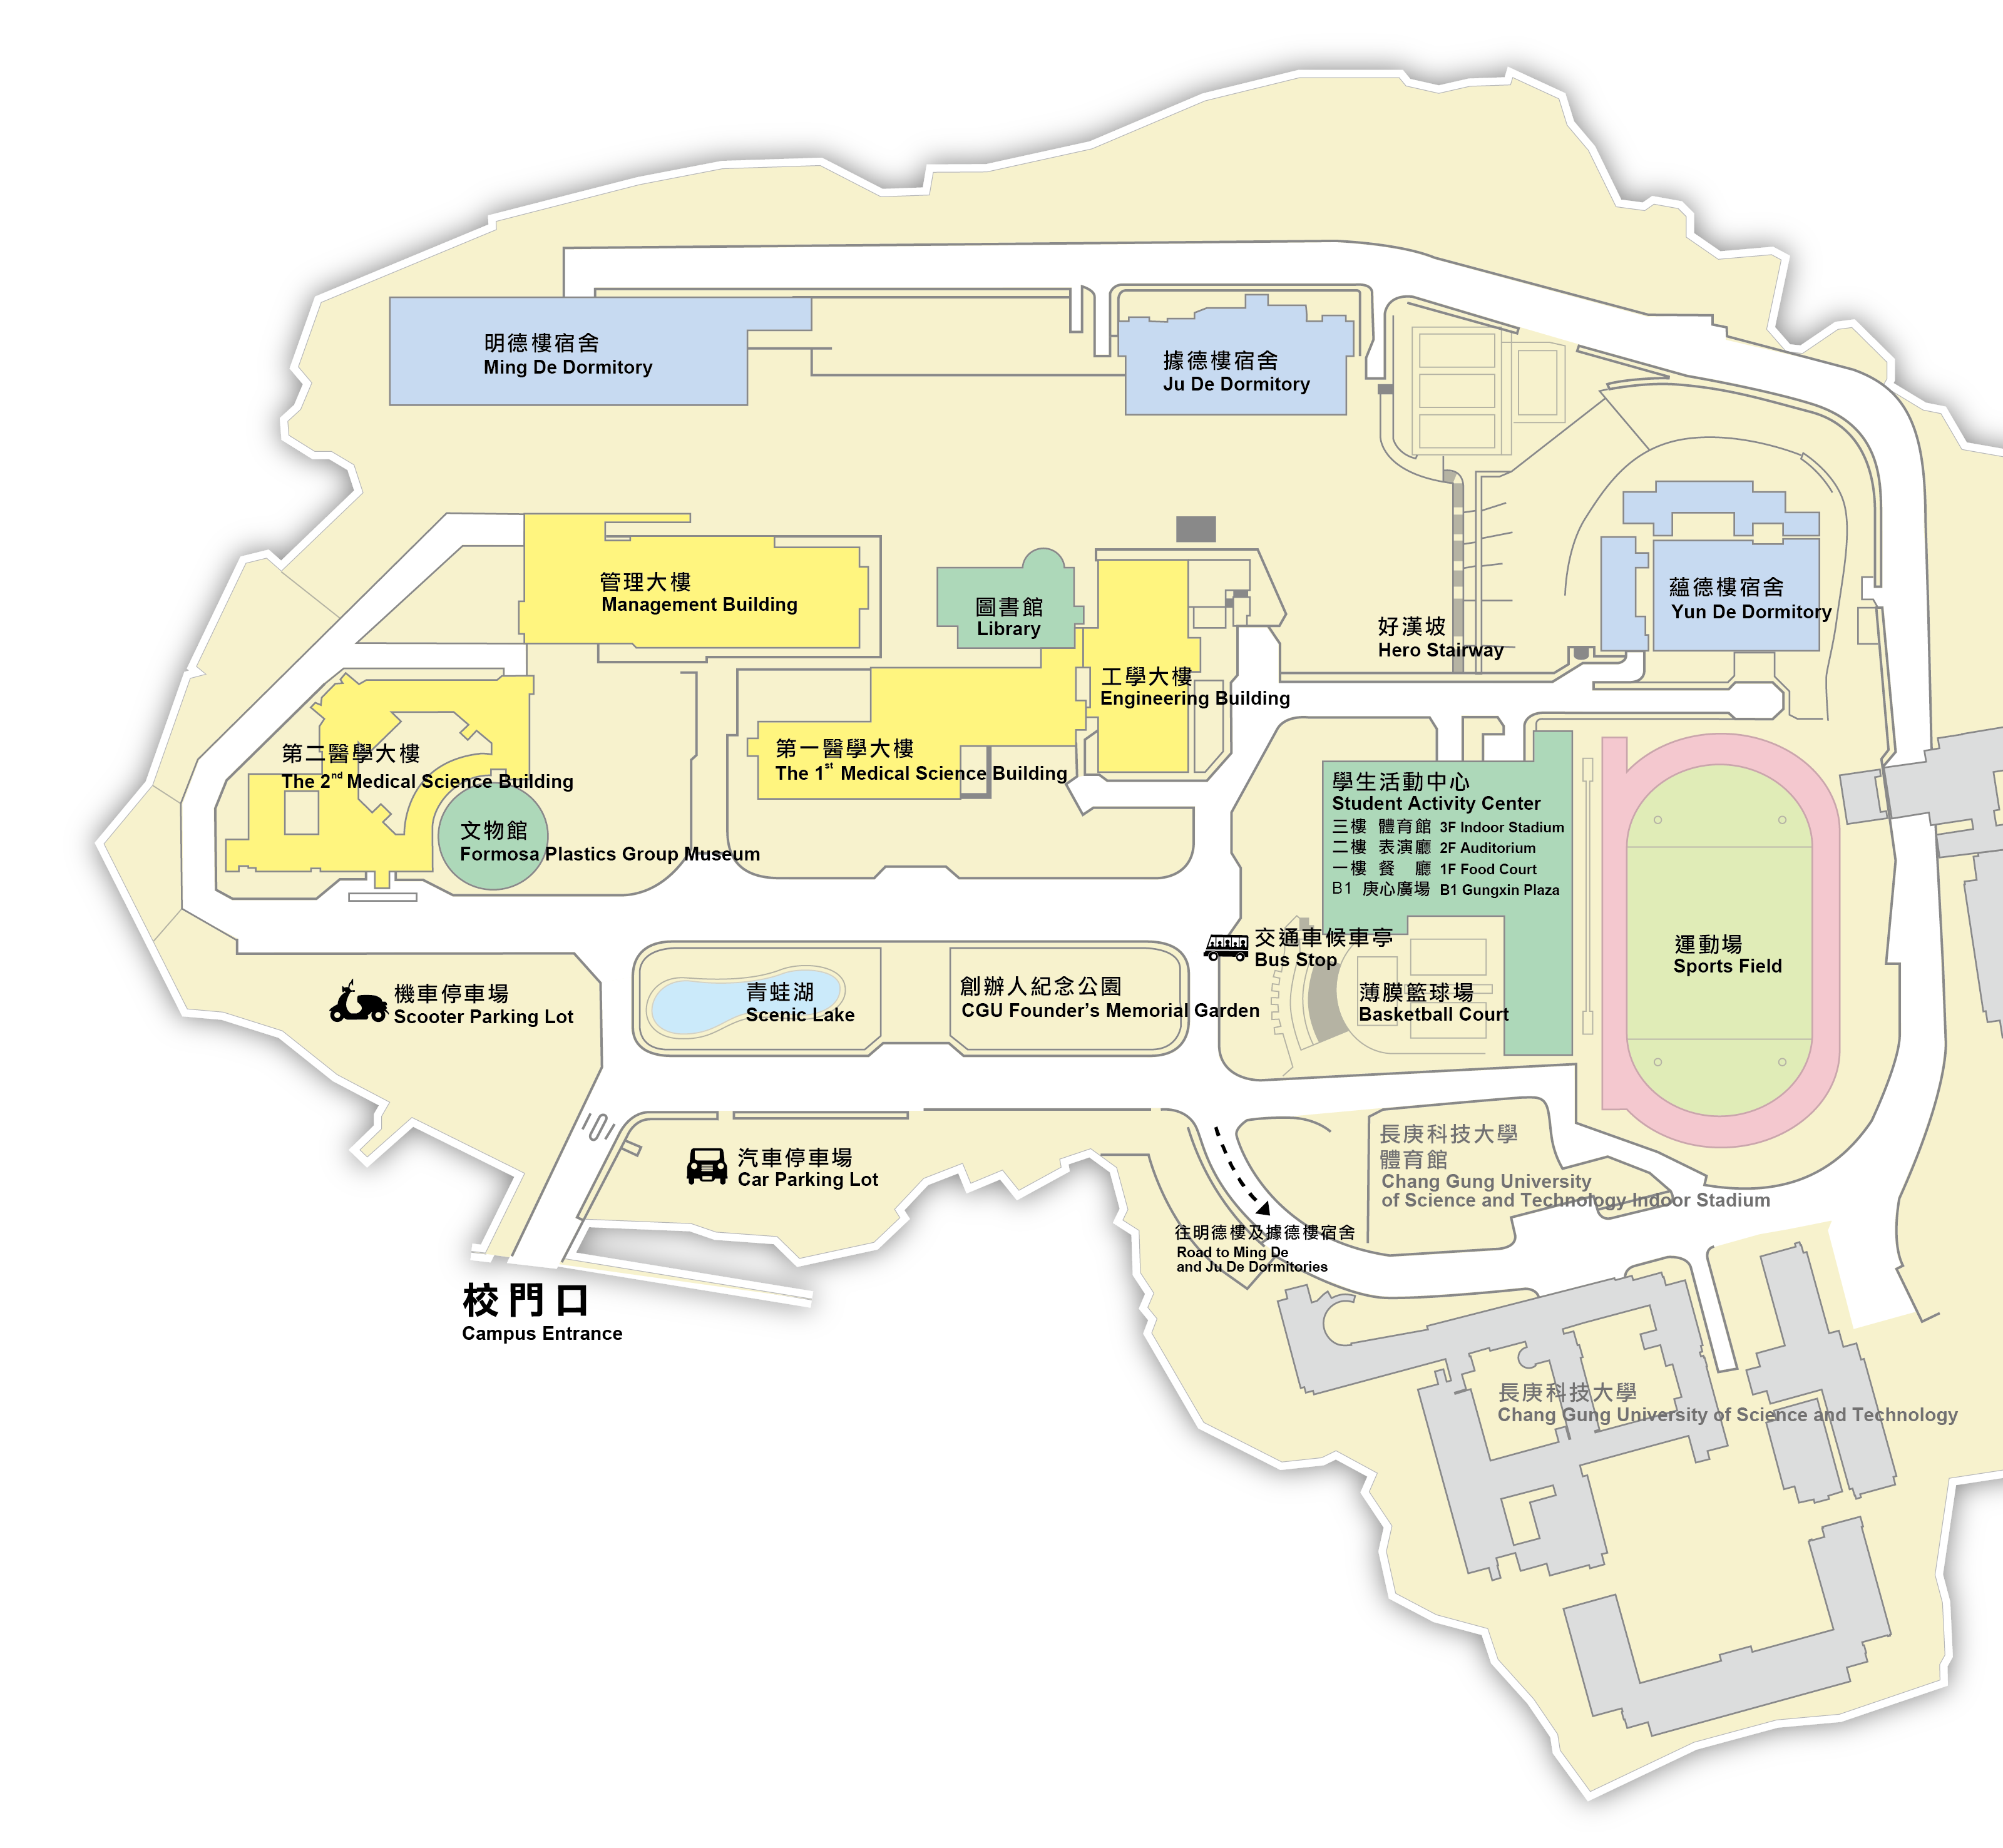 明德樓宿舍
Ming De Dormitory
據德樓宿舍
Ju De Dormitory
管理大樓
Management Building
圖書館
Library
好漢坡
Hero Stairway
蘊德樓宿舍
Yun De Dormitory
工學大樓
Engineering Building
第二醫學大樓
The 2nd Medical Science Building
第一醫學大樓
The 1st Medical Science Building
文物館
Formosa Plastics Group Museum
學生活動中心
Student Activity Center
三樓 體育館 3F Indoor Stadium
二樓 表演廳 2F Auditorium
一樓 餐 廳 1F Food Court
B1 庚心廣場 B1 Gungxin Plaza
交通車候車亭
Bus Stop
運動場
Sports Field
機車停車場
Scooter Parking Lot
青蛙湖
Scenic Lake
創辦人紀念公園
CGU Founder's Memorial Garden
薄膜籃球場
Basketball Court
汽車停車場
Car Parking Lot
長庚科技大學
體育館
Chang Gung University
of Science and Technology Indoor Stadium
往明德樓及據德樓宿舍
Road to Ming De
and Ju De Dormitories
校門口
Campus Entrance
長庚科技大學
Chang Gung University of Science and Technology